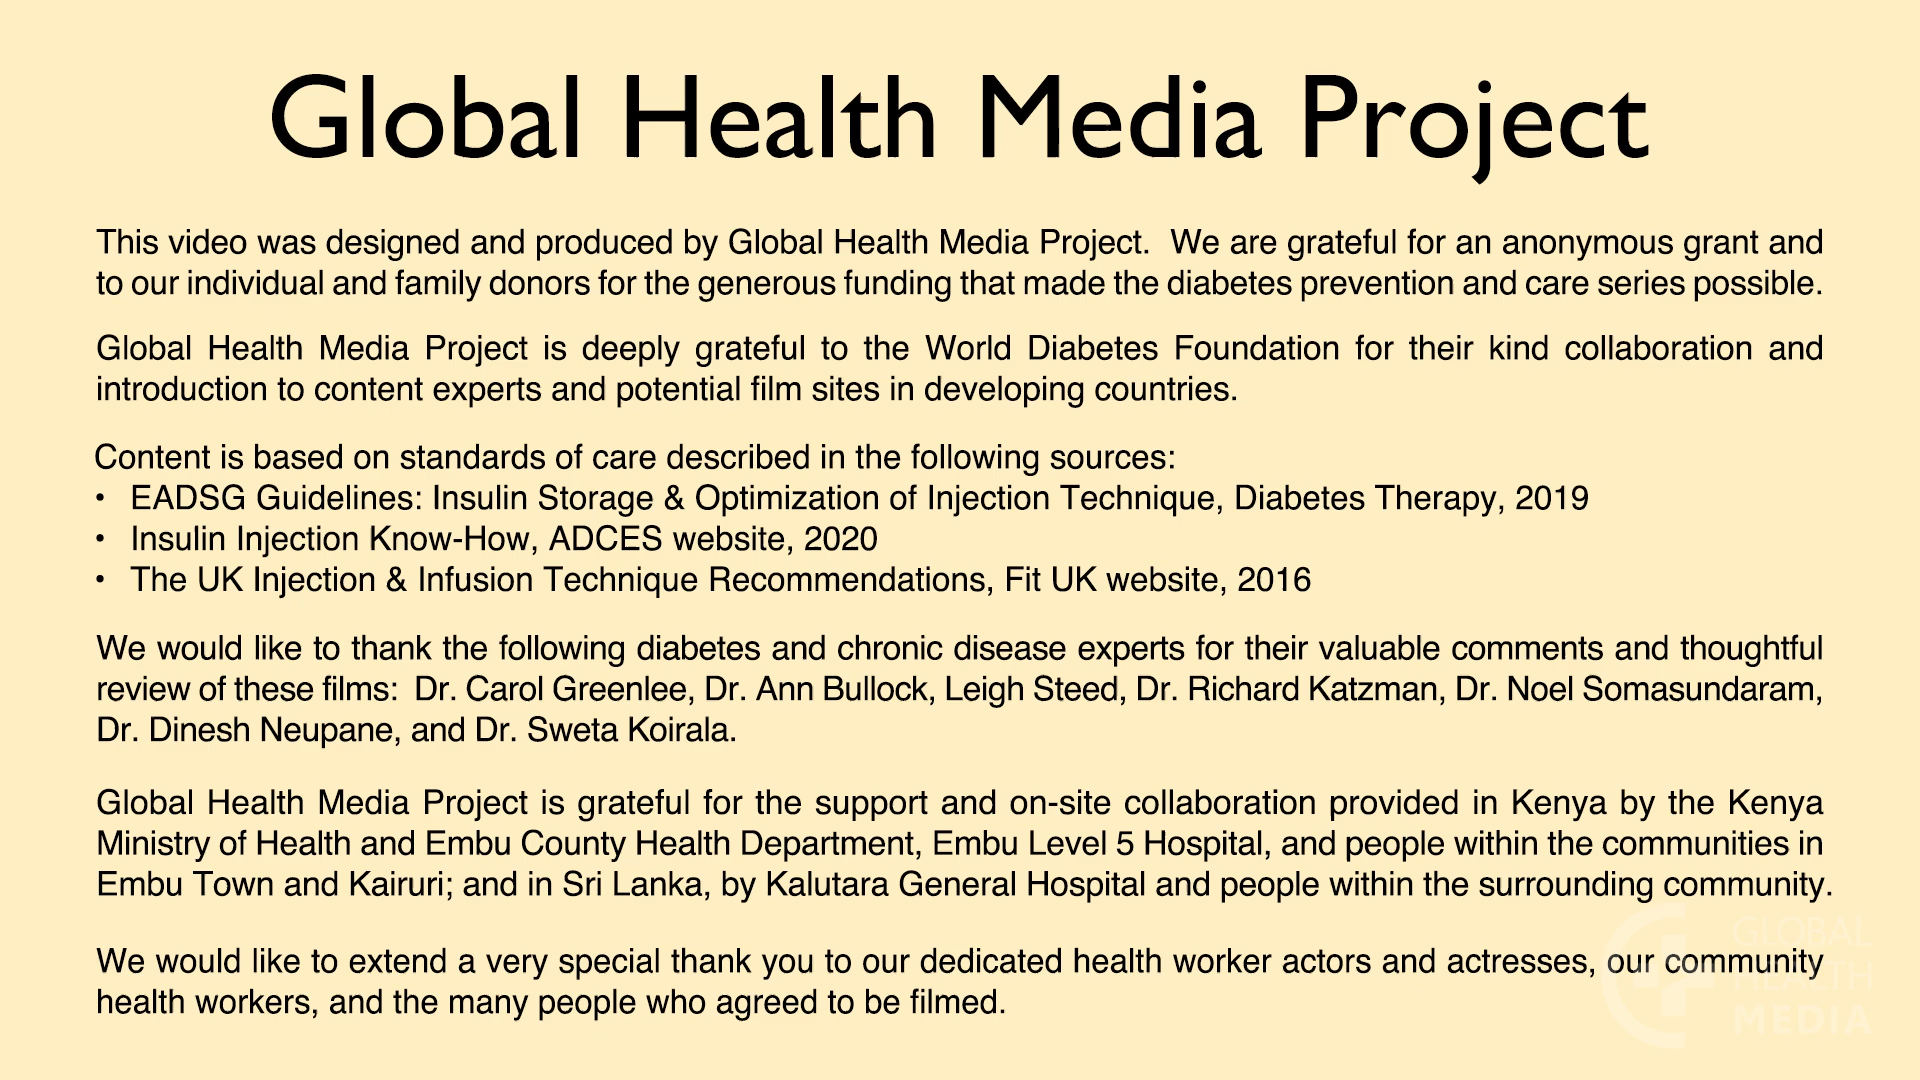 Global Health Media Project
This video was designed and produced by Global Health Media Project.  We are grateful for an anonymous grant and
to our individual and family donors for the generous funding that made the diabetes prevention and care series possible.
Global Health Media Project is deeply grateful to the World Diabetes Foundation for their kind collaboration and
introduction to content experts and potential film sites in developing countries.
Content is based on standards of care described in the following sources:
• EADSG Guidelines: Insulin Storage & Optimization of Injection Technique, Diabetes Therapy, 2019
• Insulin Injection Know-How, ADCES website, 2020
• The UK Injection & Infusion Technique Recommendations, Fit UK website, 2016
We would like to thank the following diabetes and chronic disease experts for their valuable comments and thoughtful
review of these films:  Dr. Carol Greenlee, Dr. Ann Bullock, Leigh Steed, Dr. Richard Katzman, Dr. Noel Somasundaram,
Dr. Dinesh Neupane, and Dr. Sweta Koirala.
Global Health Media Project is grateful for the support and on-site collaboration provided in Kenya by the Kenya
Ministry of Health and Embu County Health Department, Embu Level 5 Hospital, and people within the communities in
Embu Town and Kairuri; and in Sri Lanka, by Kalutara General Hospital and people within the surrounding community.
We would like to extend a very special thank you to our dedicated health worker actors and actresses, our community
health workers, and the many people who agreed to be filmed.
GLOBAL
HEALTH
MEDIA